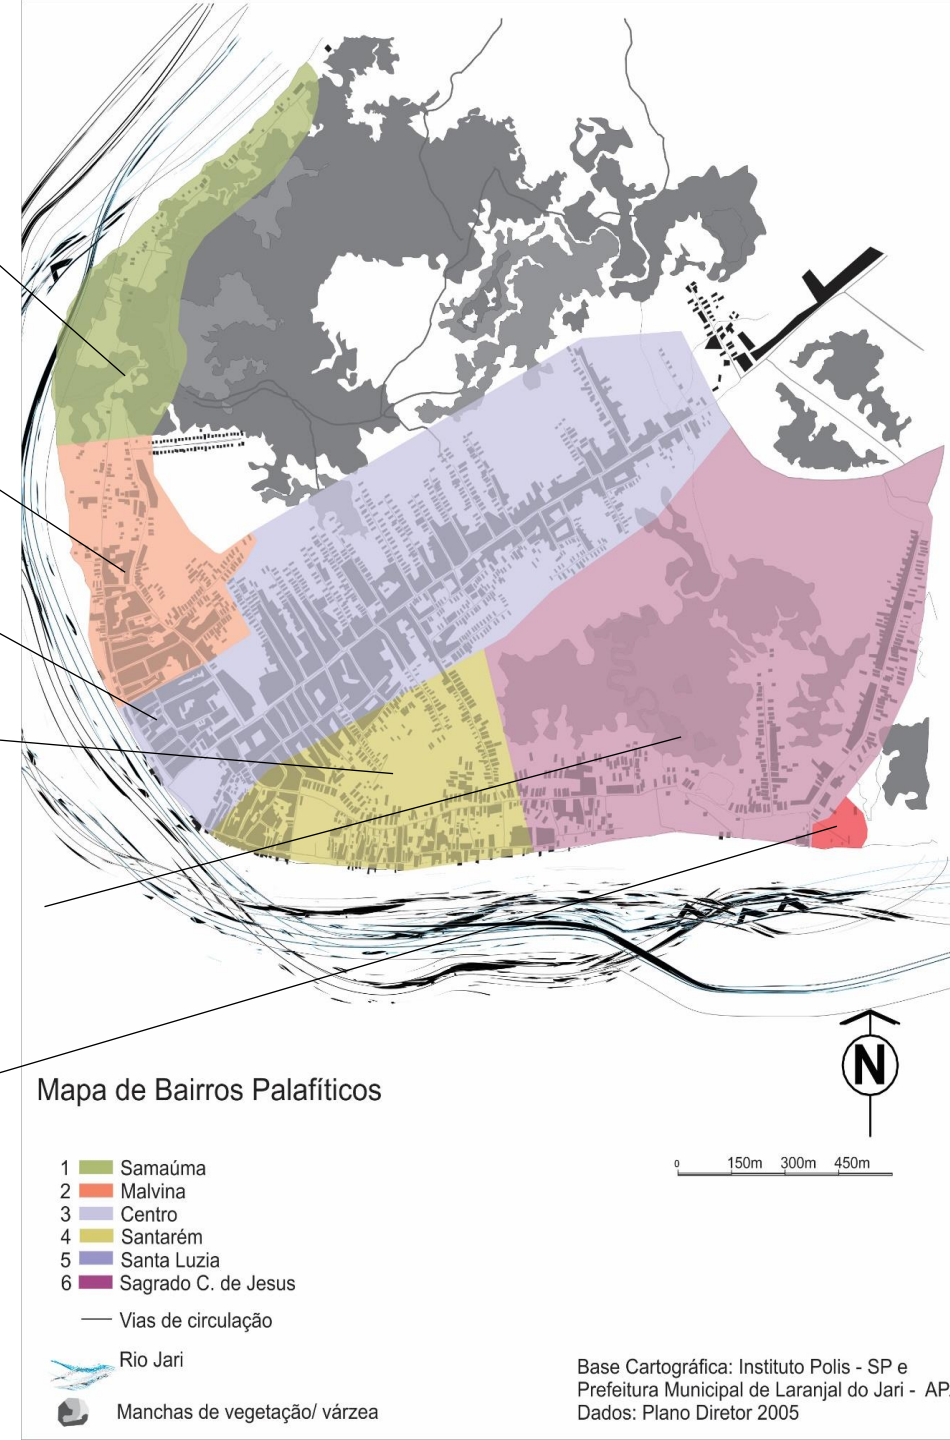 N
Mapa de Bairros Palafíticos
0 150m 300m 450m
1 Samaúma
2 Malvina
3 Centro
4 Santarém
5 Santa Luzia
6 Sagrado C. de Jesus
Vias de circulação
Rio Jari
Manchas de vegetação/ várzea
Base Cartográfica: Instituto Polis - SP e
Prefeitura Municipal de Laranjal do Jari - AP.
Dados: Plano Diretor 2005